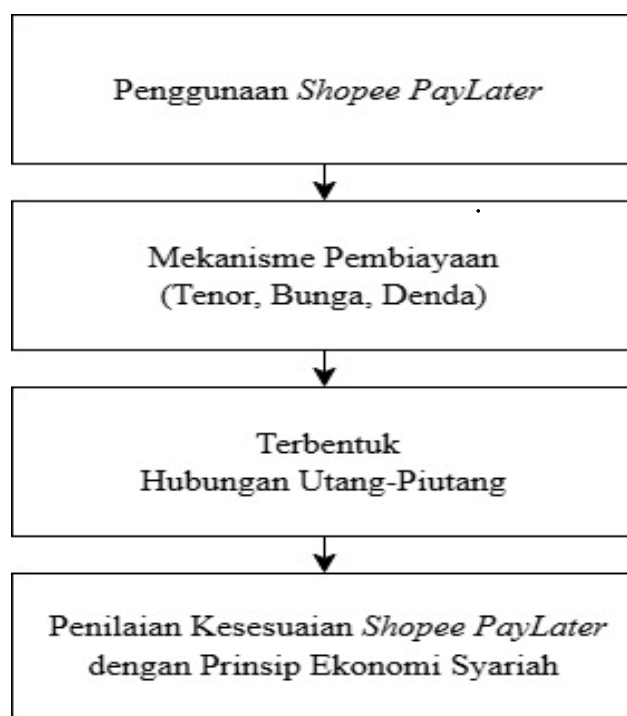 Penggunaan Shopee PayLater
Mekanisme Pembiayaan
(Tenor, Bunga, Denda)
Terbentuk
Hubungan Utang-Piutang
Penilaian Kesesuaian Shopee PayLater
dengan Prinsip Ekonomi Syariah